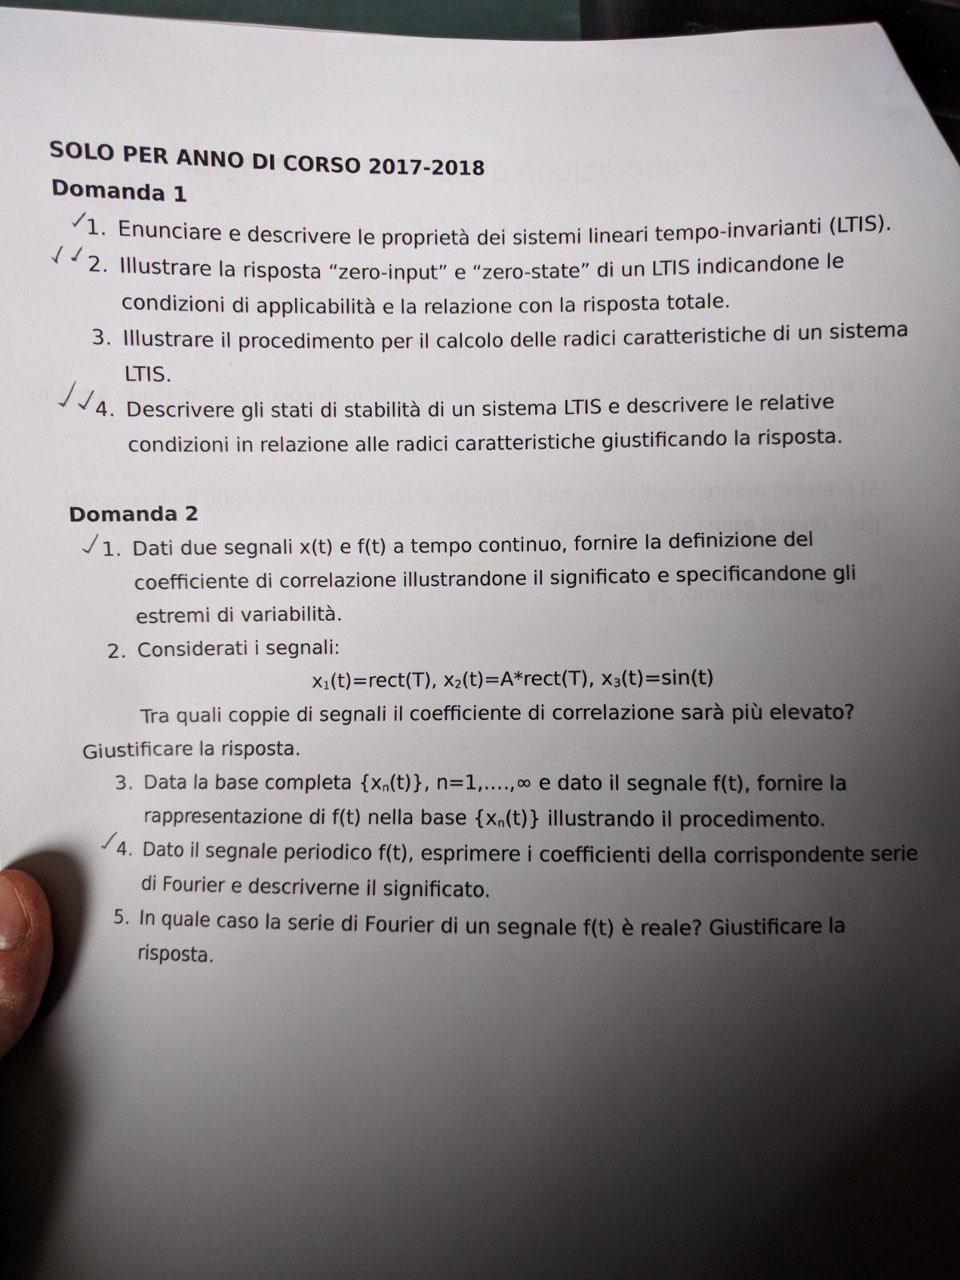 SOLO PER ANNO DI CORSO 2017-2018
Domanda 1
1. Enunciare e descrivere le proprietà dei sistemi lineari tempo-invarianti (LTIS).
2. Illustrare la risposta “zero-input” e “zero-state” di un LTIS indicandone le
condizioni di applicabilità e la relazione con la risposta totale.
3. Illustrare il procedimento per il calcolo delle radici caratteristiche di un sistema
LTIS.
4. Descrivere gli stati di stabilità di un sistema LTIS e descrivere le relative
condizioni in relazione alle radici caratteristiche giustificando la risposta.
Domanda 2
1. Dati due segnali x(t) e f(t) a tempo continuo, fornire la definizione del
coefficiente di correlazione illustrandone il significato e specificandone gli
estremi di variabilità.
2. Considerati i segnali:
x₁(t)=rect(T), x₂(t)=A*rect(T), x₃(t)=sin(t)
Tra quali coppie di segnali il coefficiente di correlazione sarà più elevato?
Giustificare la risposta.
3. Data la base completa {xₙ(t)}, n=1,....,∞ e dato il segnale f(t), fornire la
rappresentazione di f(t) nella base {xₙ(t)} illustrando il procedimento.
4. Dato il segnale periodico f(t), esprimere i coefficienti della corrispondente serie
di Fourier e descriverne il significato.
5. In quale caso la serie di Fourier di un segnale f(t) è reale? Giustificare la
risposta.